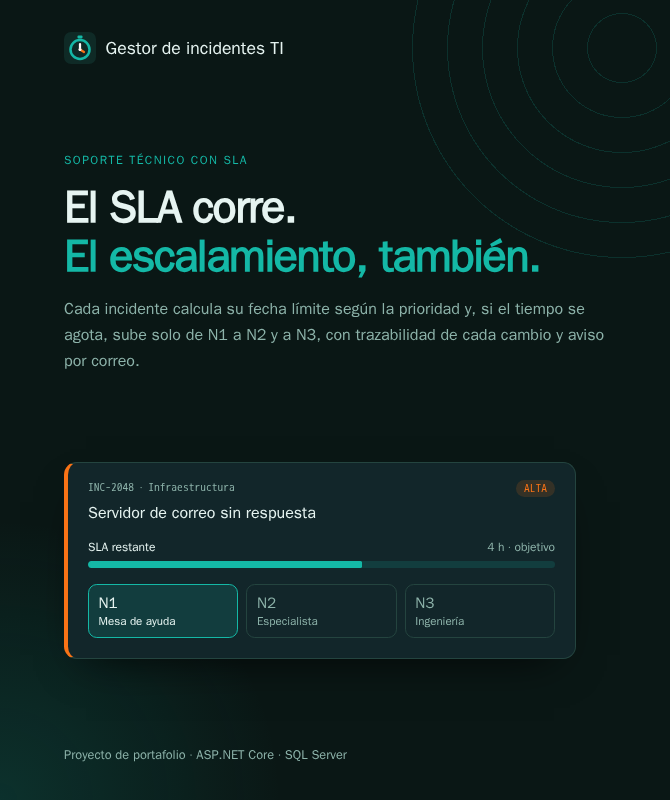 Gestor de incidentes TI
SOPORTE TÉCNICO CON SLA
El SLA corre.
El escalamiento, también.
Cada incidente calcula su fecha límite según la prioridad y, si el tiempo se
agota, sube solo de N1 a N2 y a N3, con trazabilidad de cada cambio y aviso
por correo.
INC-2048 · Infraestructura
ALTA
Servidor de correo sin respuesta
SLA restante
4 h · objetivo
N1
Mesa de ayuda
N2
Especialista
N3
Ingeniería
Proyecto de portafolio · ASP.NET Core · SQL Server